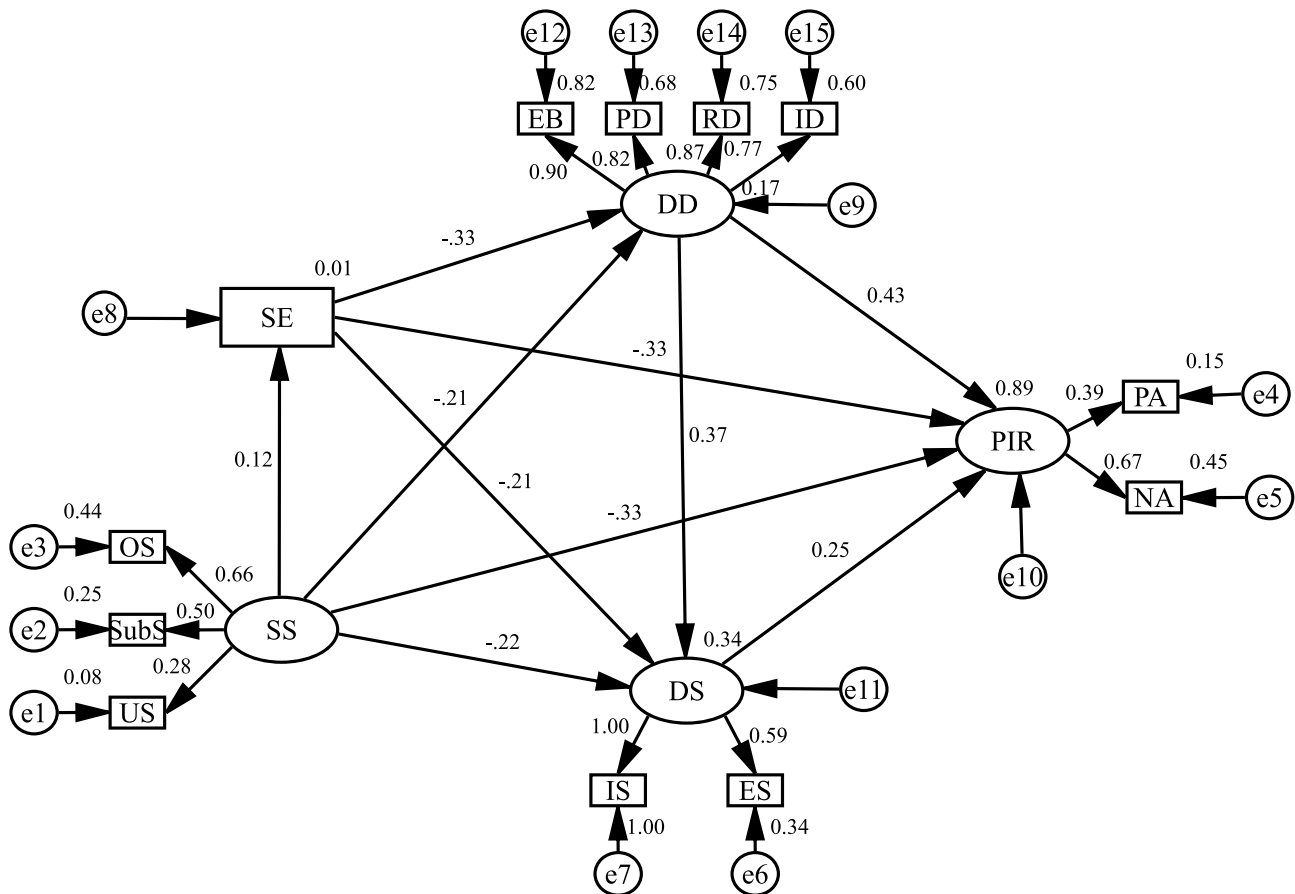 e12 e13 e14 e15
0.82 0.68 0.75 0.60
EB PD RD ID
0.90 0.82 0.87 0.77
DD 0.17 e9
-.33
0.01
e8 SE
0.43
-.33
-.21
0.15
0.89 0.39 PA e4
0.37
PIR
0.12
-.21
0.67 0.45
NA e5
-.33
0.44
e3 OS
0.25
0.66
0.25 e10
0.50
e2 SubS SS
-.22 0.34
0.08 0.28
DS e11
e1 US
1.00 0.59
IS ES
1.00 0.34
e7 e6